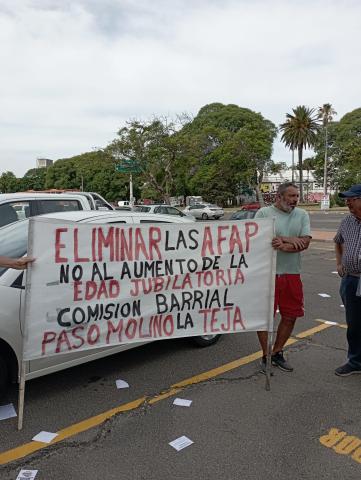 ELIMINAR LAS AFAP
NO AL AUMENTO DE LA
EDAD JUBILATORIA
COMISION BARRIAL
PASO MOLINO LA TEJA